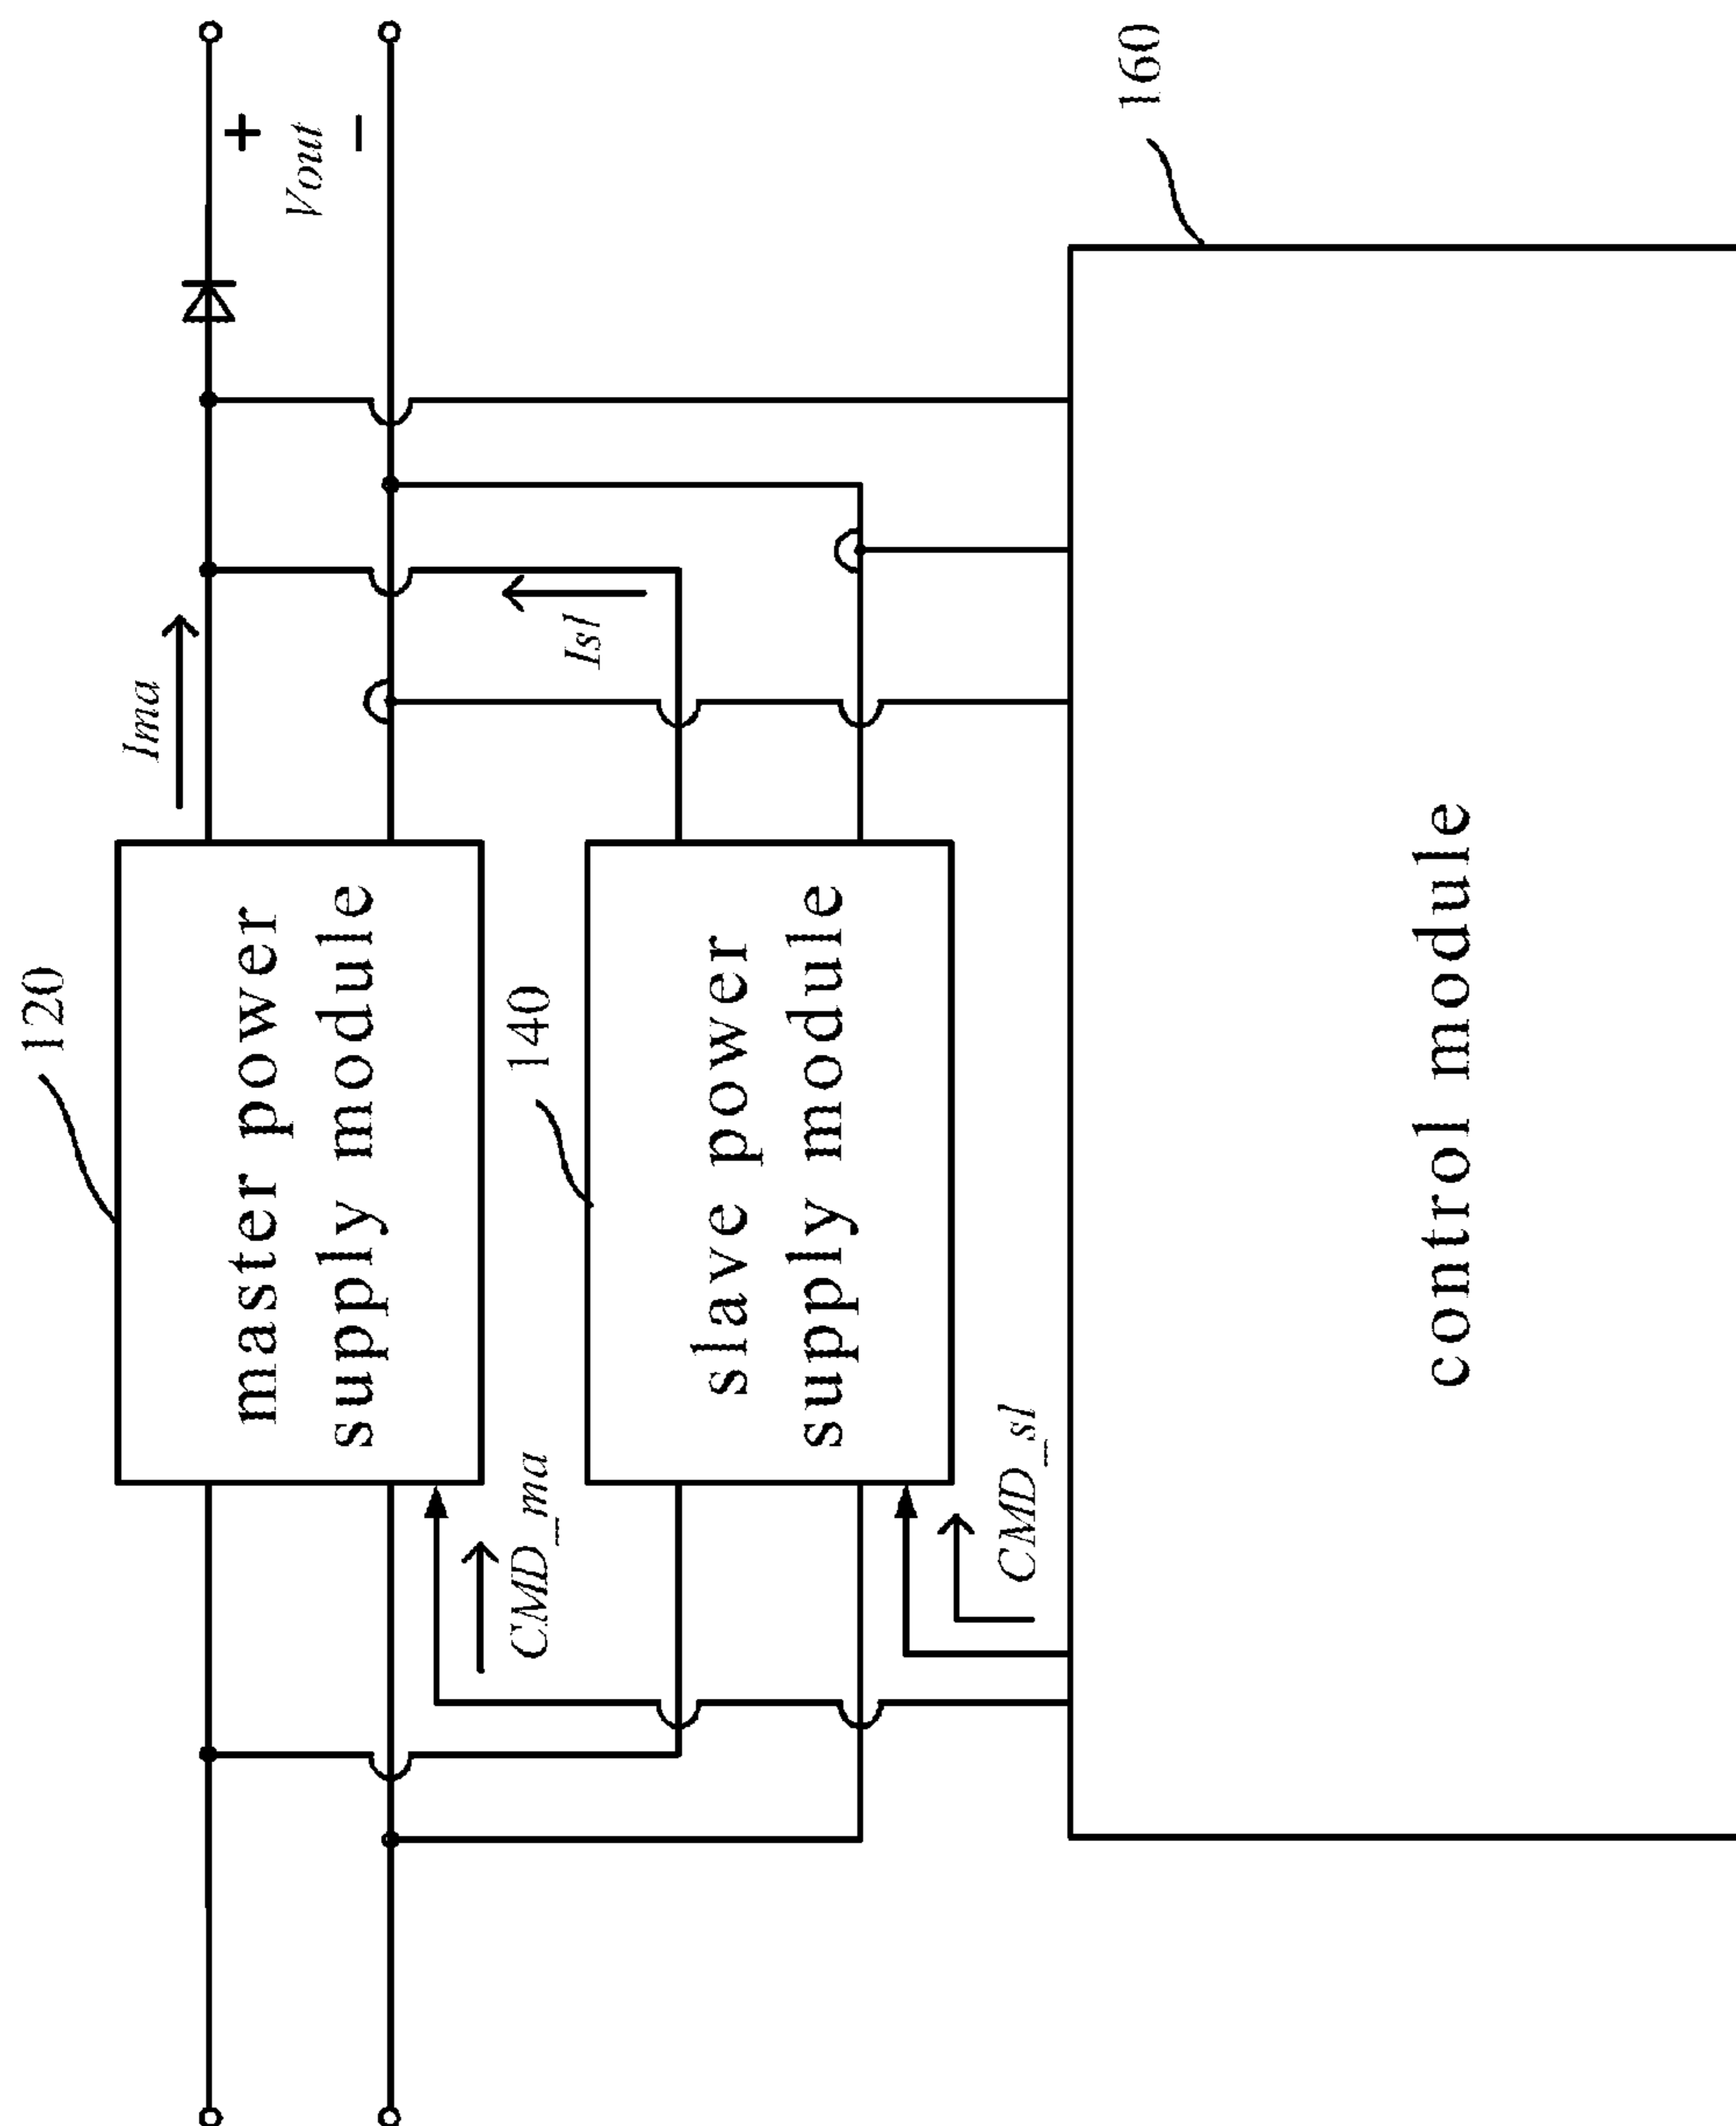 120
master power
supply module
Ima
+
Vout
−
140
slave power
supply module
Isl
CMD_ma
CMD_sl
160
control module